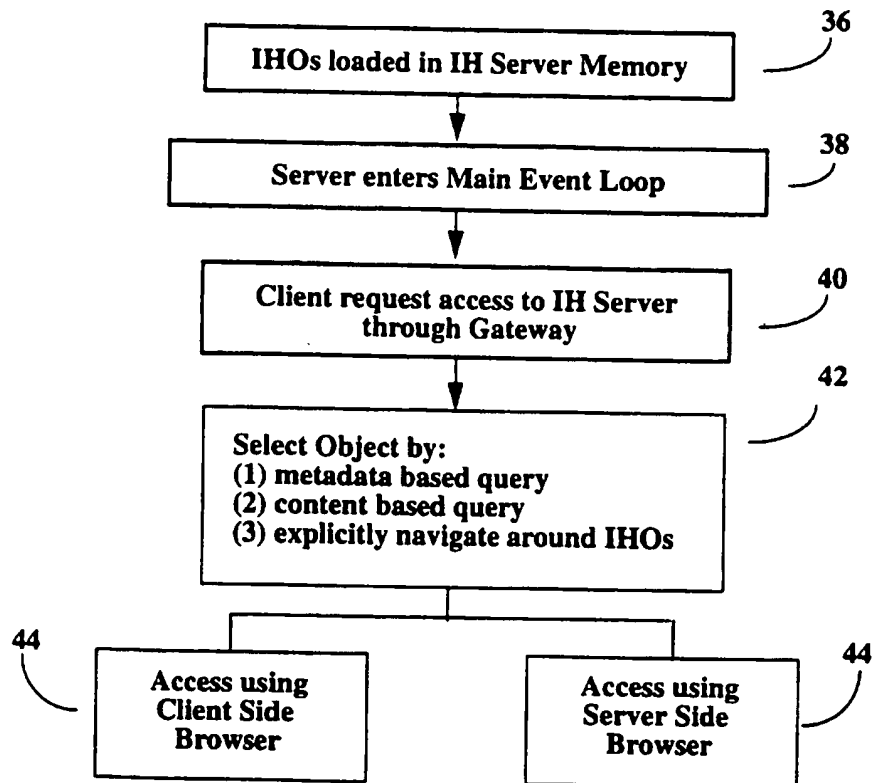 36
IHOs loaded in IH Server Memory
38
Server enters Main Event Loop
40
Client request access to IH Server
through Gateway
42
Select Object by:
(1) metadata based query
(2) content based query
(3) explicitly navigate around IHOs
44
Access using
Client Side
Browser
44
Access using
Server Side
Browser